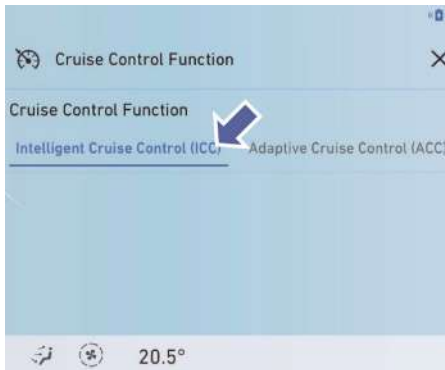 Cruise Control Function
Cruise Control Function
Intelligent Cruise Control (ICC) Adaptive Cruise Control (ACC)
20.5°